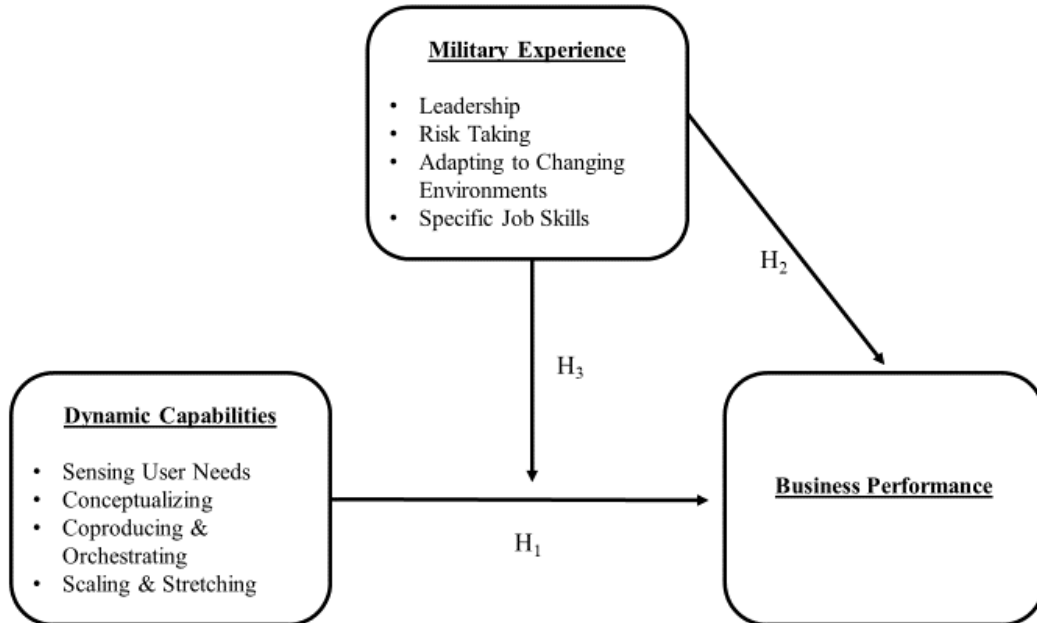 Military Experience
• Leadership
• Risk Taking
• Adapting to Changing
Environments
• Specific Job Skills
H₂
H₃
Dynamic Capabilities
• Sensing User Needs
• Conceptualizing
• Coproducing &
Orchestrating
• Scaling & Stretching
H₁
Business Performance